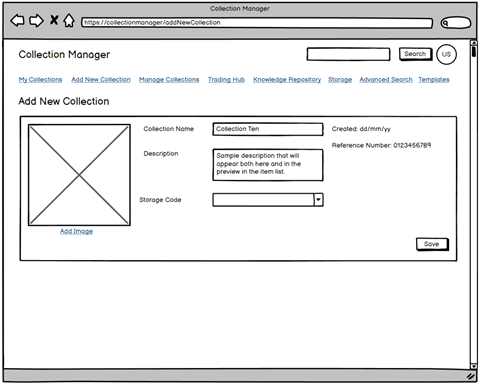 Collection Manager
https://collectionmanager/addNewCollection
Collection Manager
Search
US
My Collections Add New Collection Manage Collections Trading Hub Knowledge Repository Storage Advanced Search Templates
Add New Collection
Collection Name
Collection Ten
Created: dd/mm/yy
Reference Number: 0123456789
Description
Sample description that will
appear both here and in the
preview in the item list.
Storage Code
Add Image
Save